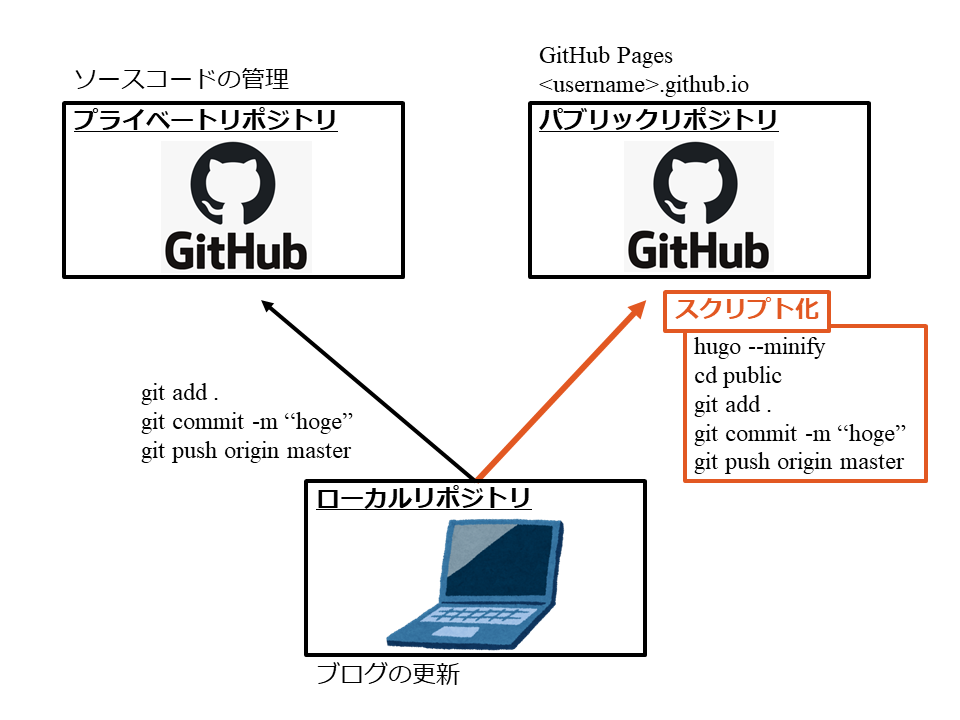 ソースコードの管理
プライベートリポジトリ
GitHub
GitHub Pages
<username>.github.io
パブリックリポジトリ
GitHub
スクリプト化
hugo --minify
cd public
git add .
git commit -m “hoge”
git push origin master
git add .
git commit -m “hoge”
git push origin master
ローカルリポジトリ
ブログの更新